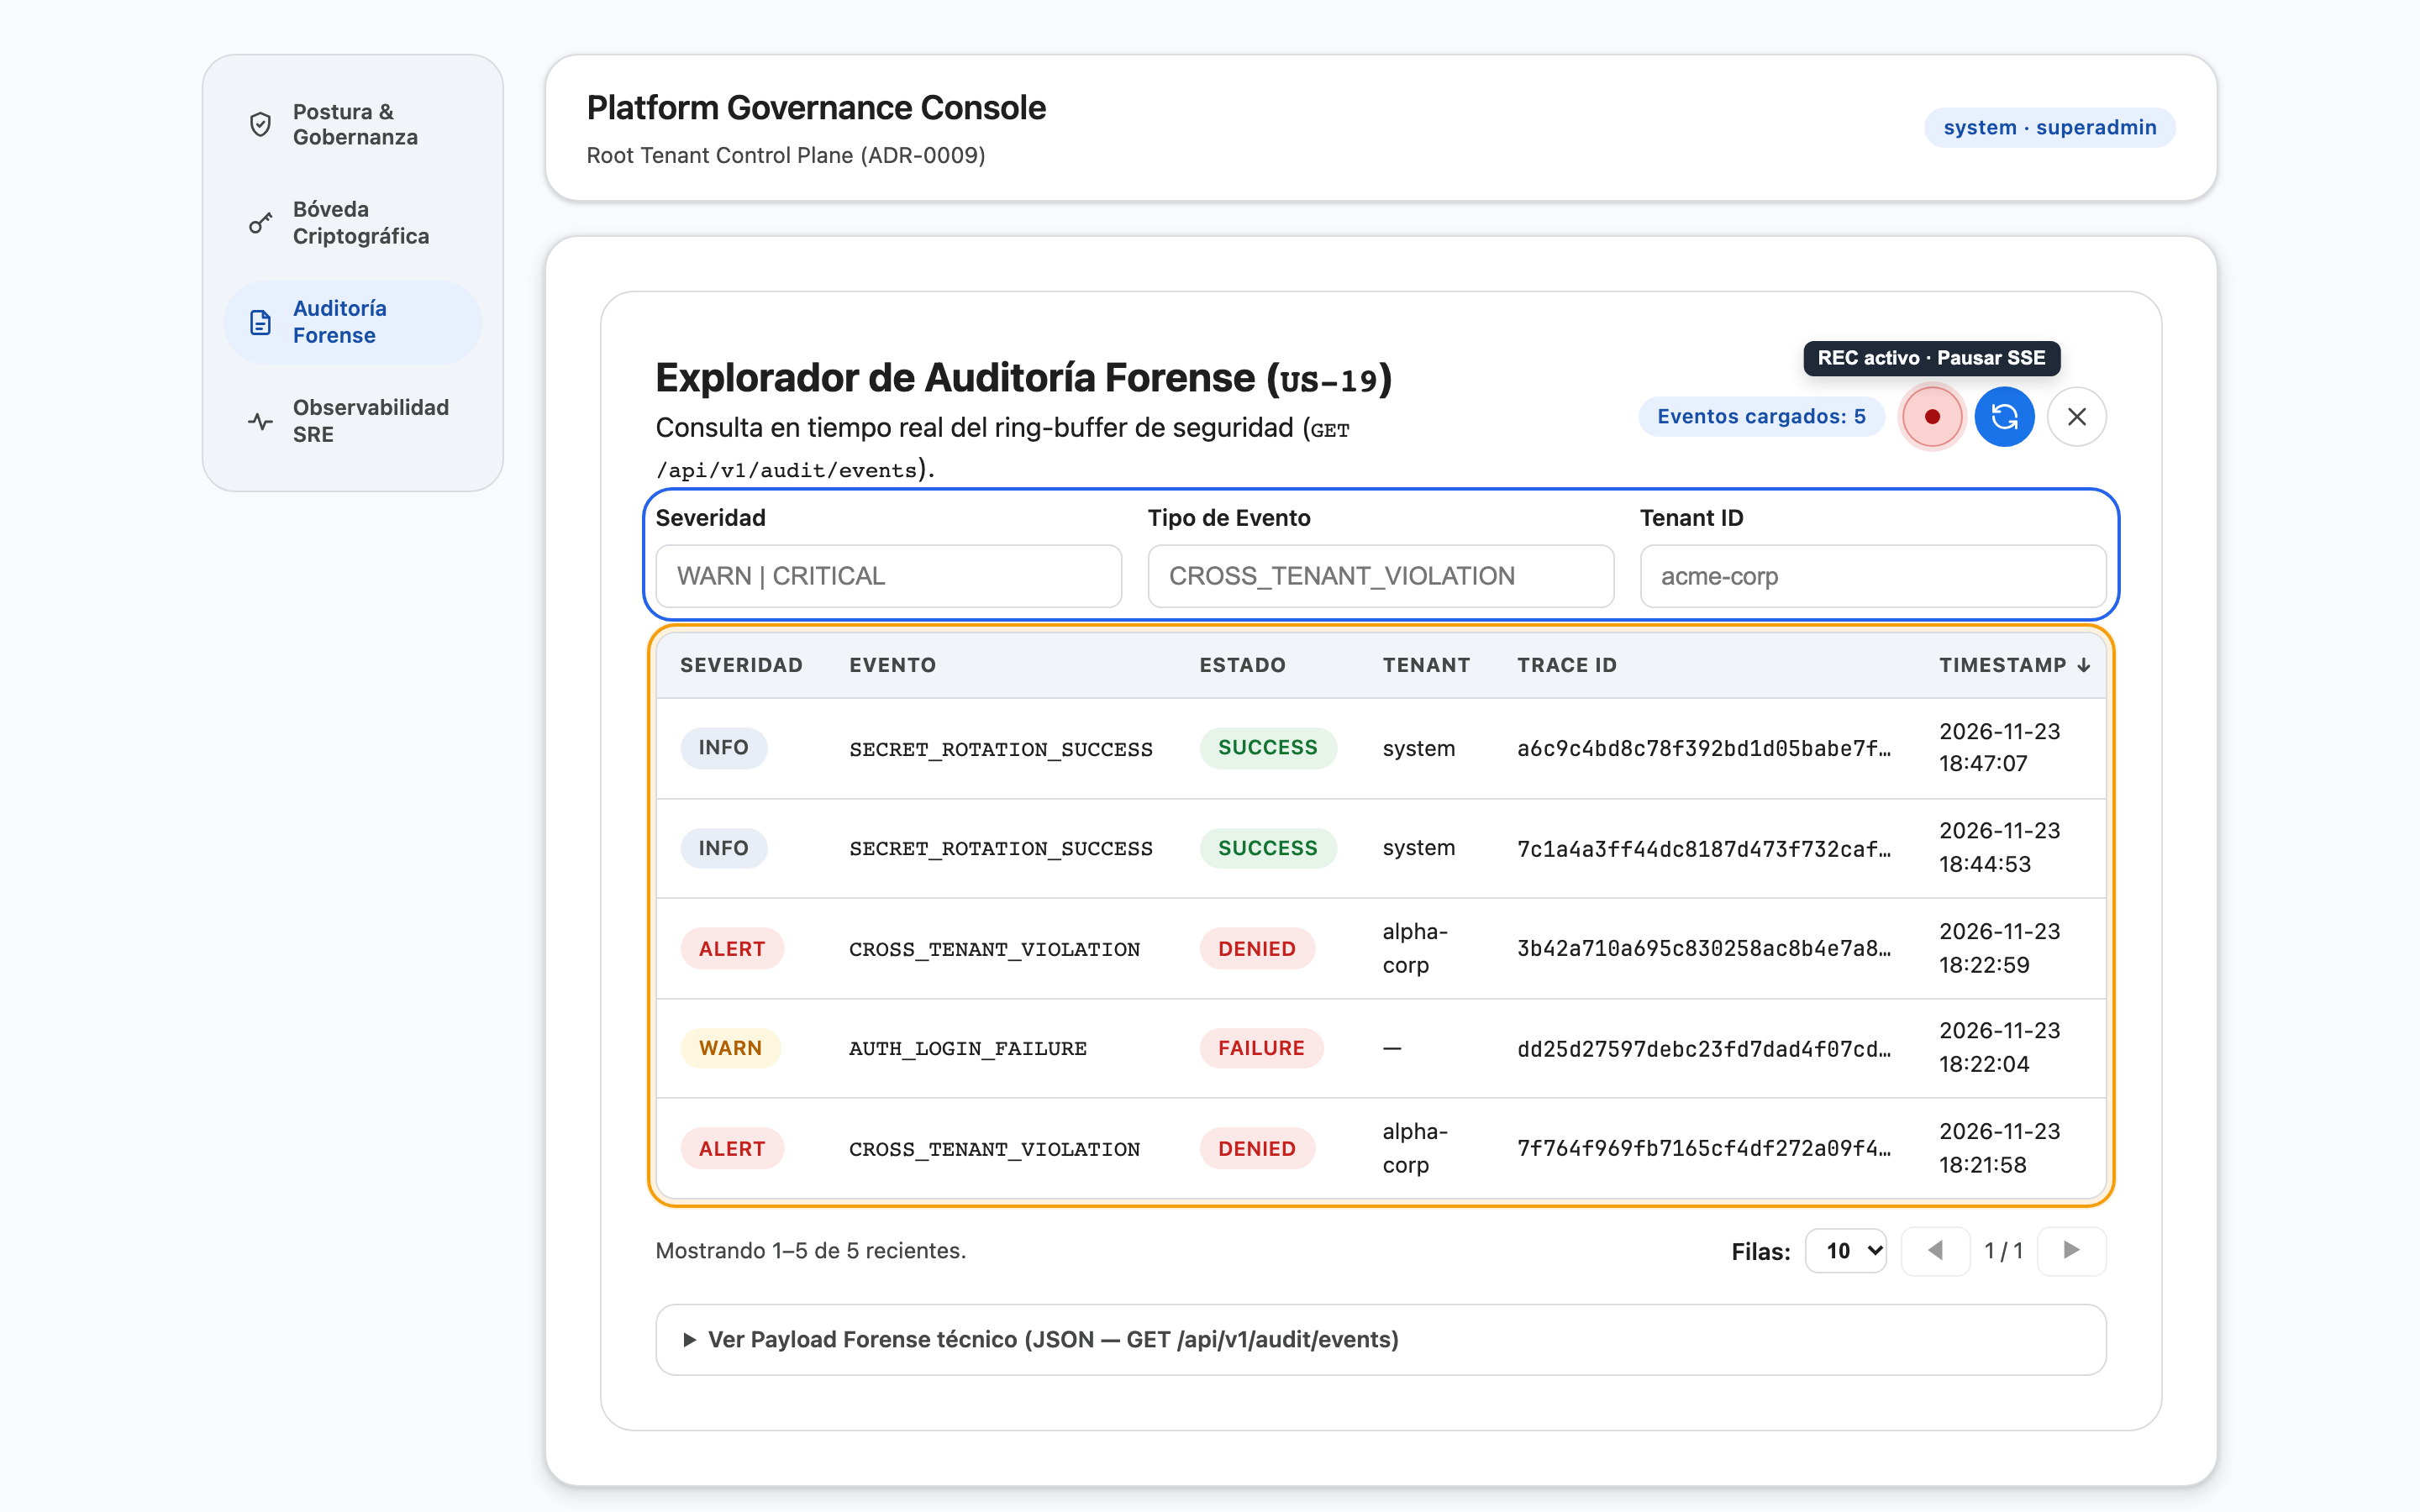 Postura &
Gobernanza
Bóveda
Criptográfica
Auditoría
Forense
Observabilidad
SRE
Platform Governance Console
Root Tenant Control Plane (ADR-0009)
system · superadmin
REC activo · Pausar SSE
Explorador de Auditoría Forense (US-19)
Consulta en tiempo real del ring-buffer de seguridad (GET
/api/v1/audit/events).
Eventos cargados: 5
Severidad Tipo de Evento Tenant ID
WARN | CRITICAL CROSS_TENANT_VIOLATION acme-corp
SEVERIDAD EVENTO ESTADO TENANT TRACE ID TIMESTAMP ↓
INFO SECRET_ROTATION_SUCCESS SUCCESS system a6c9c4bd8c78f392bd1d05babe7f… 2026-11-23
18:47:07
INFO SECRET_ROTATION_SUCCESS SUCCESS system 7c1a4a3ff44dc8187d473f732caf… 2026-11-23
18:44:53
ALERT CROSS_TENANT_VIOLATION DENIED alpha- 3b42a710a695c830258ac8b4e7a8… 2026-11-23
corp 18:22:59
WARN AUTH_LOGIN_FAILURE FAILURE — dd25d27597debc23fd7dad4f07cd… 2026-11-23
18:22:04
ALERT CROSS_TENANT_VIOLATION DENIED alpha- 7f764f969fb7165cf4df272a09f4… 2026-11-23
corp 18:21:58
Mostrando 1–5 de 5 recientes.
Filas: 10 1 / 1
Ver Payload Forense técnico (JSON — GET /api/v1/audit/events)